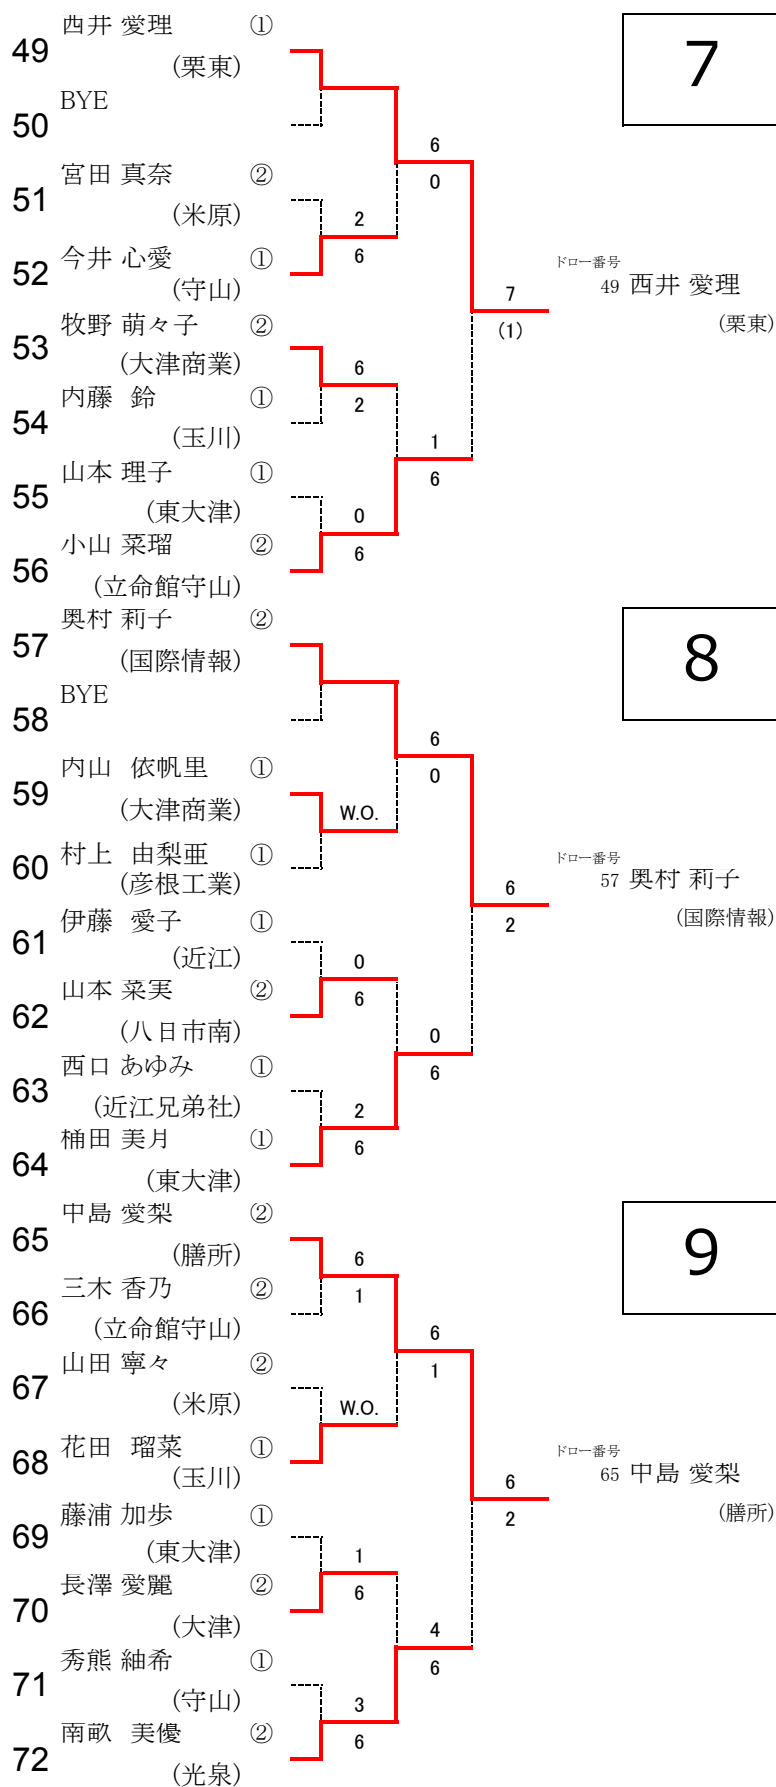 49 西井 愛理 ①
(栗東)
7
50 BYE
6
0
51 宮田 真奈 ②
(米原)
2
6
52 今井 心愛 ①
(守山)
ドロー番号
49 西井 愛理
(栗東)
7
(1)
53 牧野 萌々子 ②
(大津商業)
6
2
54 内藤 鈴 ①
(玉川)
1
6
55 山本 理子 ①
(東大津)
0
6
56 小山 菜瑠 ②
(立命館守山)
57 奥村 莉子 ②
(国際情報)
8
58 BYE
6
0
59 内山 依帆里 ①
(大津商業)
W.O.
60 村上 由梨亜 ①
(彦根工業)
ドロー番号
57 奥村 莉子
(国際情報)
6
2
61 伊藤 愛子 ①
(近江)
0
6
62 山本 菜実 ②
(八日市南)
0
6
63 西口 あゆみ ①
(近江兄弟社)
2
6
64 桶田 美月 ①
(東大津)
65 中島 愛梨 ②
(膳所)
9
6
1
66 三木 香乃 ②
(立命館守山)
6
1
67 山田 寧々 ②
(米原)
W.O.
68 花田 瑠菜 ①
(玉川)
ドロー番号
65 中島 愛梨
(膳所)
6
2
69 藤浦 加歩 ①
(東大津)
1
6
70 長澤 愛麗 ②
(大津)
4
6
71 秀熊 紬希 ①
(守山)
3
6
72 南畝 美優 ②
(光泉)